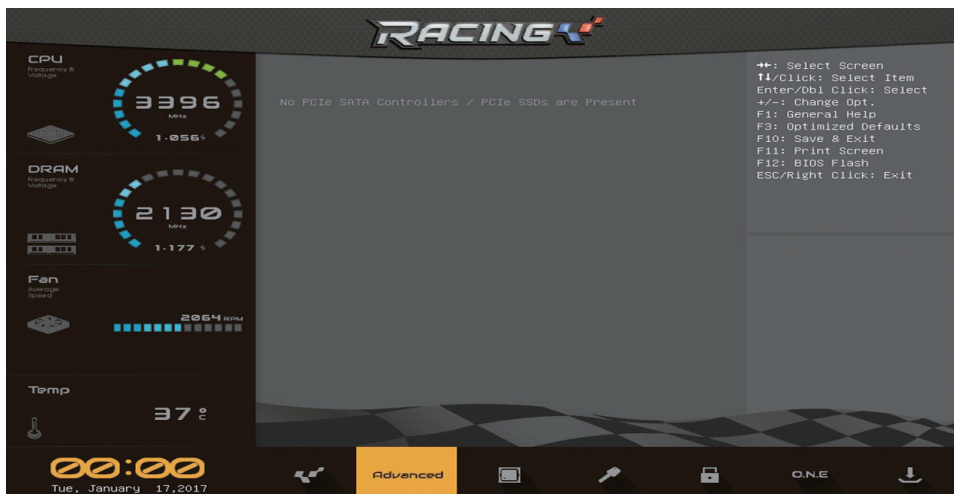 RACING
CPU
Frequency &
Voltage
3396
MHz
1.056
DRAM
Frequency &
Voltage
2130
MHz
1.177
Fan
Average
Speed
2064 RPM
Temp
37 °C
00:00
Tue, January 17,2017
No PCIe SATA Controllers / PCIe SSDs are Present
→←: Select Screen
↑↓/Click: Select Item
Enter/Dbl Click: Select
+/-: Change Opt.
F1: General Help
F3: Optimized Defaults
F10: Save & Exit
F11: Print Screen
F12: BIOS Flash
ESC/Right Click: Exit
Advanced
O.N.E